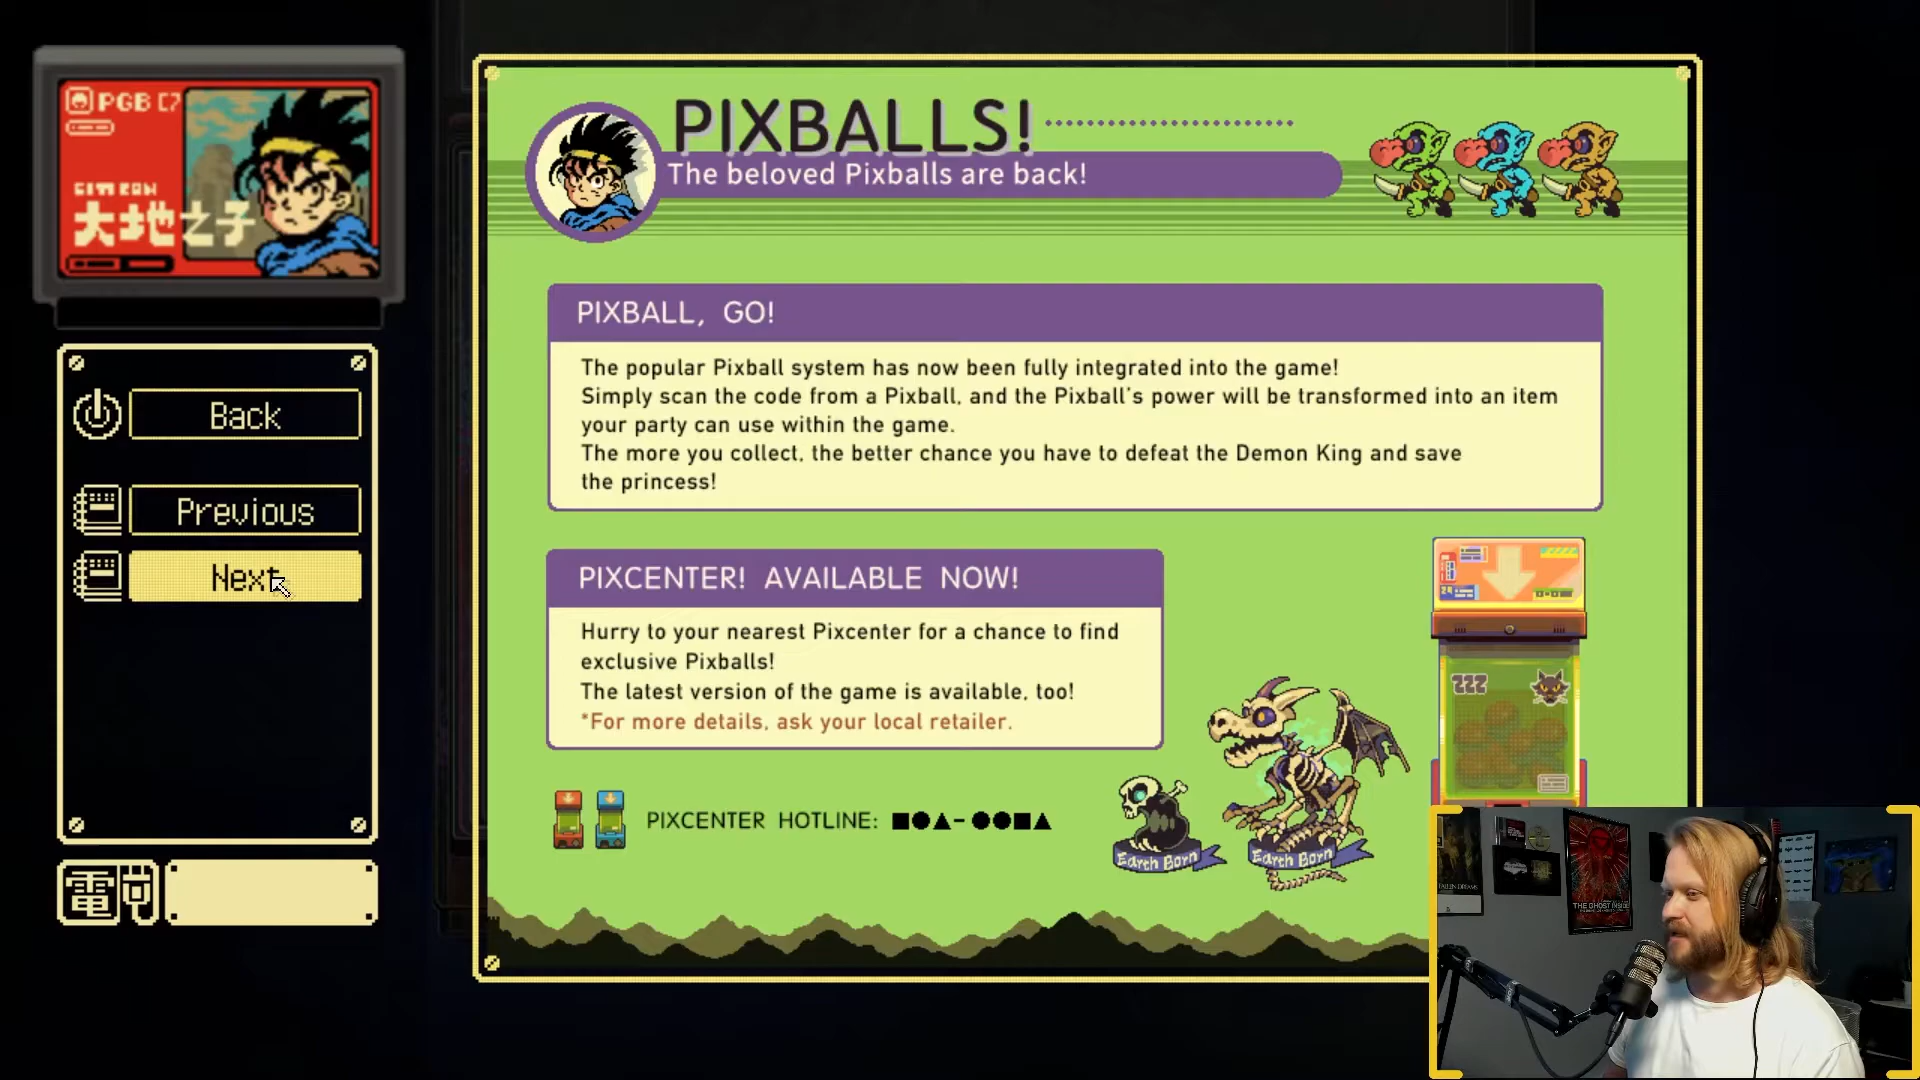 PGB
大地之子
Back
Previous
Next
電
PIXBALLS!
The beloved Pixballs are back!
PIXBALL, GO!
The popular Pixball system has now been fully integrated into the game!
Simply scan the code from a Pixball, and the Pixball's power will be transformed into an item
your party can use within the game.
The more you collect, the better chance you have to defeat the Demon King and save
the princess!
PIXCENTER! AVAILABLE NOW!
Hurry to your nearest Pixcenter for a chance to find
exclusive Pixballs!
The latest version of the game is available, too!
*For more details, ask your local retailer.
PIXCENTER HOTLINE: ■●▲-●●■▲
Earth Born
Earth Born
ZZZ
THE GHOST INSIDE